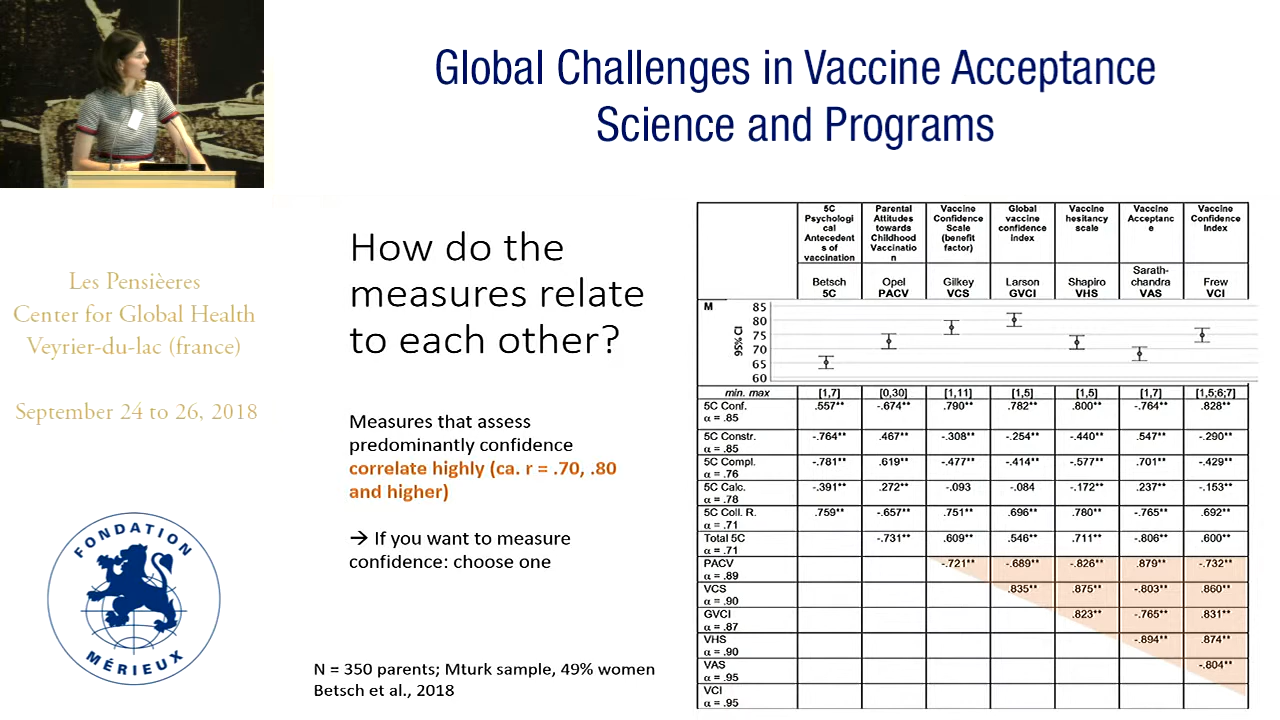 Global Challenges in Vaccine Acceptance
Science and Programs
Les Pensièeres
Center for Global Health
Veyrier-du-lac (france)
September 24 to 26, 2018
FONDATION
MÉRIEUX
How do the
measures relate
to each other?
Measures that assess
predominantly confidence
correlate highly (ca. r = .70, .80
and higher)
→ If you want to measure
confidence: choose one
N = 350 parents; Mturk sample, 49% women
Betsch et al., 2018
5C Psychologi cal Antecedent s of vaccination
Parental Attitudes towards Childhood Vaccinatio n
Vaccine Confidence Scale (benefit factor)
Global vaccine confidence index
Vaccine hesitancy scale
Vaccine Acceptanc e
Vaccine Confidence Index
Betsch 5C
Opel PACV
Gilkey VCS
Larson GVCI
Shapiro VHS
Sarath-chandra VAS
Frew VCI
M
95% CI
85
80
75
70
65
60
min. max [1,7] [0,30] [1,11] [1,5] [1,5] [1,7] [1,5;6;7]
5C Conf. .557** -.674** .790** .782** .800** -.764** .828**
α = .85
5C Constr. -.764** .467** -.308** -.254** -.440** .547** -.290**
α = .85
5C Compl. -.781** .619** -.477** -.414** -.577** .701** -.429**
α = .76
5C Calc. -.391** .272** -.093 -.084 -.172** .237** -.153**
α = .78
5C Coll. R. .759** -.657** .751** .696** .780** -.765** .692**
α = .71
Total 5C -.731** .609** .546** .711** -.806** .600**
α = .71
PACV -.721** -.689** -.826** .879** -.732**
α = .89
VCS .835** .875** -.803** .860**
α = .90
GVCI .823** -.765** .831**
α = .87
VHS -.894** .874**
α = .90
VAS -.804**
α = .95
VCI
α = .95